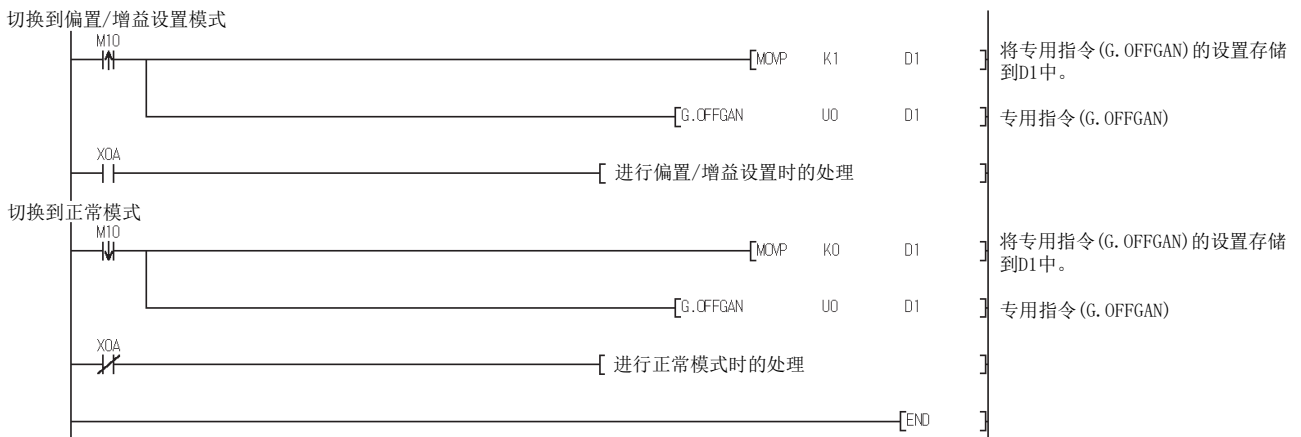 切换到偏置/增益设置模式
M10
MOVP K1 D1
将专用指令(G.OFFGAN)的设置存储
到D1中。
G.OFFGAN U0 D1
专用指令(G.OFFGAN)
X0A
进行偏置/增益设置时的处理
切换到正常模式
M10
MOVP K0 D1
将专用指令(G.OFFGAN)的设置存储
到D1中。
G.OFFGAN U0 D1
专用指令(G.OFFGAN)
X0A
进行正常模式时的处理
END